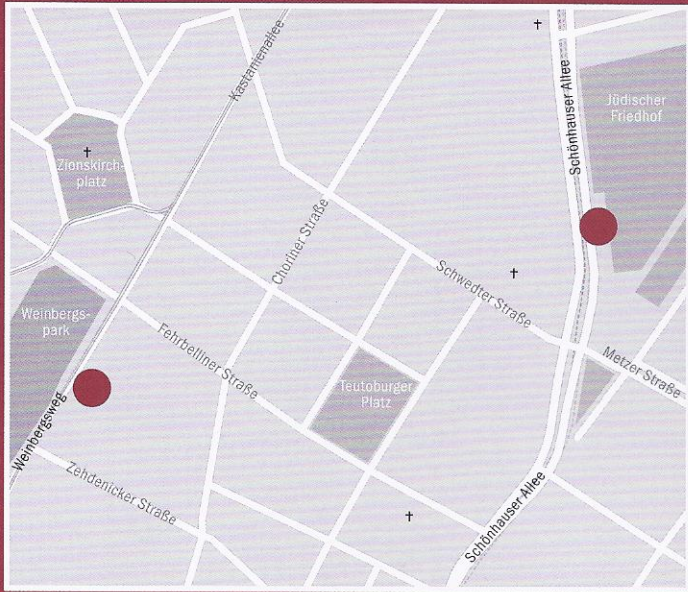 Kastanienallee
Schönhauser Allee
Jüdischer
Friedhof
Zionskirch-
platz
Choriner Straße
Schwedter Straße
Weinbergs-
park
Fehrbelliner Straße
Metzer Straße
Teutoburger
Platz
Weinbergsweg
Zehdenicker Straße
Schönhauser Allee